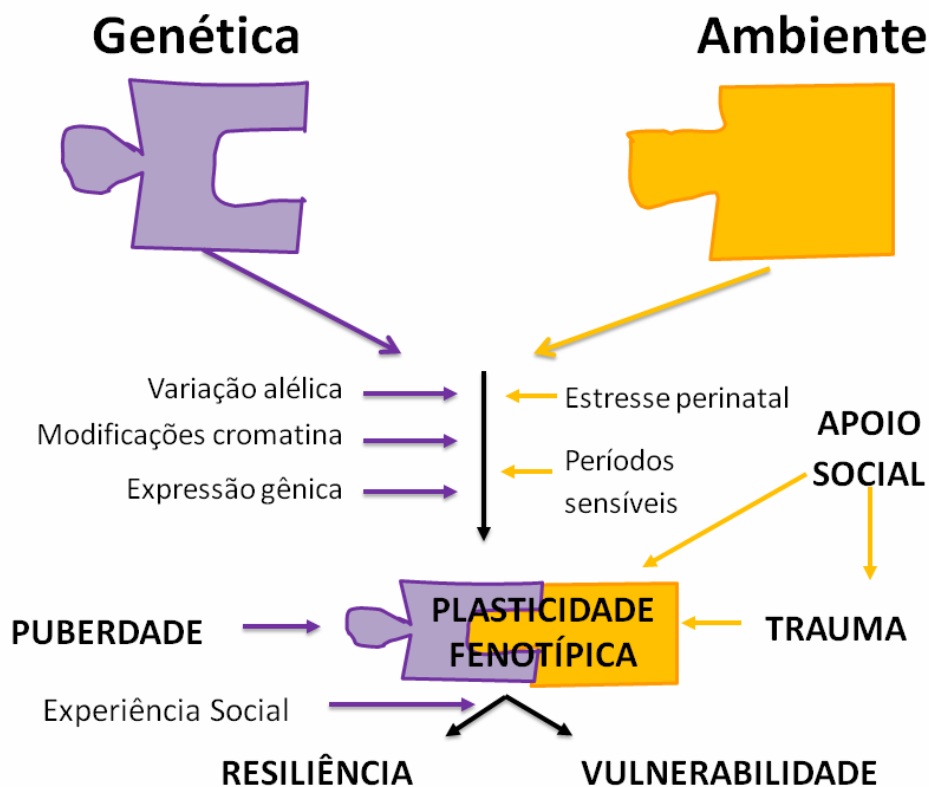 Genética
Ambiente
Variação alélica
Modificações cromatina
Expressão gênica
Estresse perinatal
Períodos
sensíveis
APOIO
SOCIAL
PUBERDADE
PLASTICIDADE
FENOTÍPICA
TRAUMA
Experiência Social
RESILIÊNCIA
VULNERABILIDADE